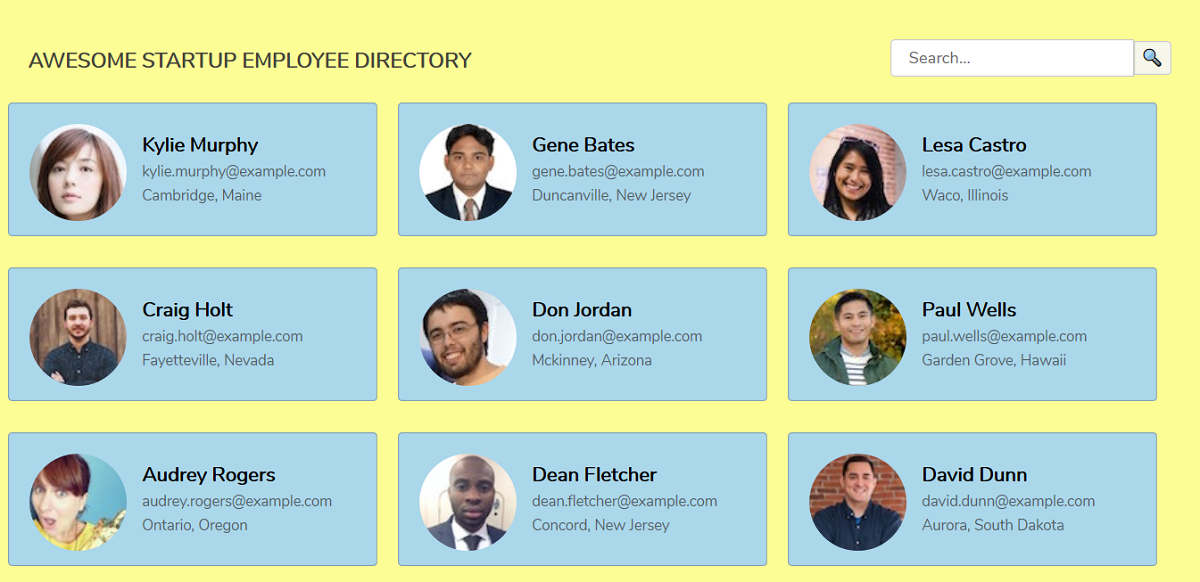 AWESOME STARTUP EMPLOYEE DIRECTORY
Search...
Kylie Murphy
kylie.murphy@example.com
Cambridge, Maine
Gene Bates
gene.bates@example.com
Duncanville, New Jersey
Lesa Castro
lesa.castro@example.com
Waco, Illinois
Craig Holt
craig.holt@example.com
Fayetteville, Nevada
Don Jordan
don.jordan@example.com
Mckinney, Arizona
Paul Wells
paul.wells@example.com
Garden Grove, Hawaii
Audrey Rogers
audrey.rogers@example.com
Ontario, Oregon
Dean Fletcher
dean.fletcher@example.com
Concord, New Jersey
David Dunn
david.dunn@example.com
Aurora, South Dakota